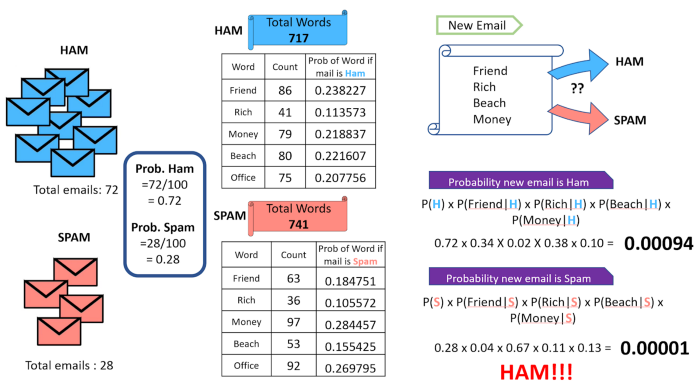 HAM
Total emails: 72
SPAM
Total emails : 28
Prob. Ham
=72/100
= 0.72
Prob. Spam
=28/100
= 0.28
HAM
Total Words
717
Word Count Prob of Word if mail is Ham
Friend 86 0.238227
Rich 41 0.113573
Money 79 0.218837
Beach 80 0.221607
Office 75 0.207756
SPAM
Total Words
741
Word Count Prob of Word if mail is Spam
Friend 63 0.184751
Rich 36 0.105572
Money 97 0.284457
Beach 53 0.155425
Office 92 0.269795
New Email
Friend
Rich
Beach
Money
HAM
??
SPAM
Probability new email is Ham
P(H) x P(Friend|H) x P(Rich|H) x P(Beach|H) x
P(Money|H)
0.72 x 0.34 x 0.02 x 0.38 x 0.10 = 0.00094
Probability new email is Spam
P(S) x P(Friend|S) x P(Rich|S) x P(Beach|S) x
P(Money|S)
0.28 x 0.04 x 0.67 x 0.11 x 0.13 = 0.00001
HAM!!!